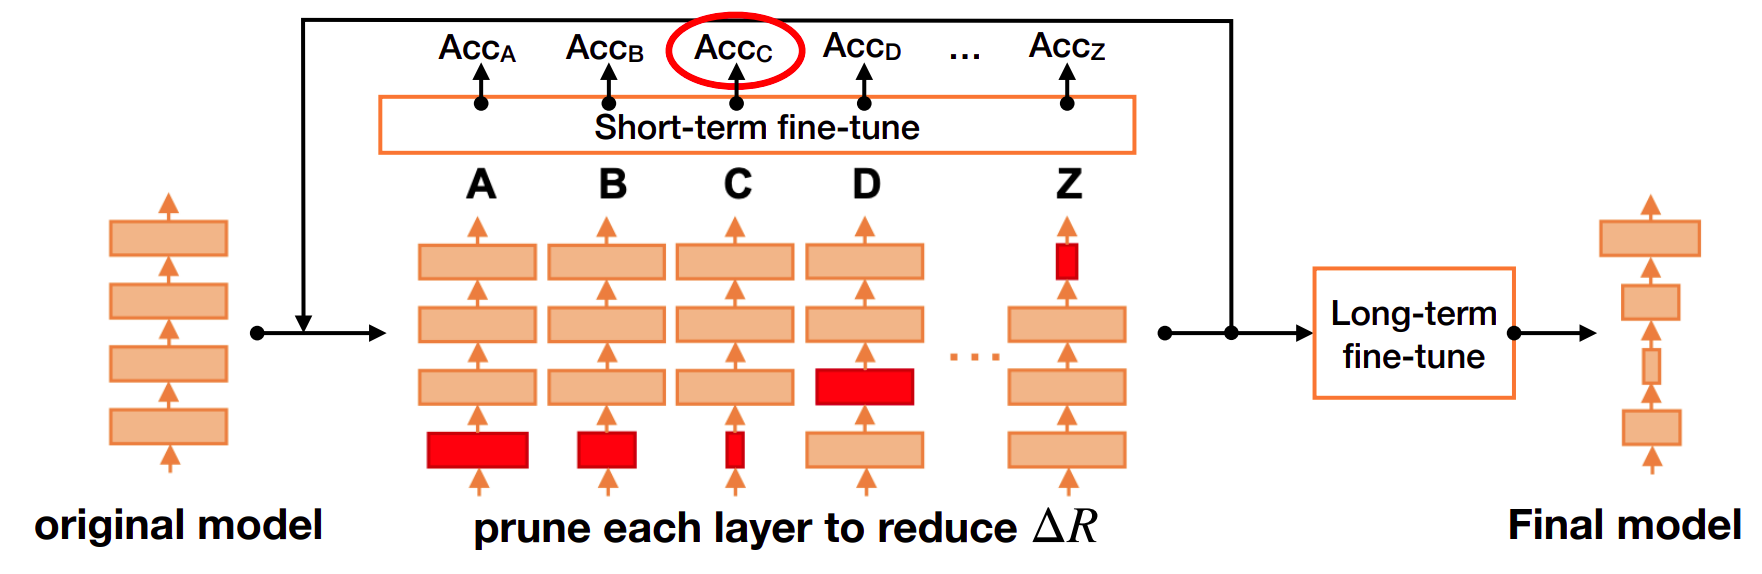 Acc_A Acc_B Acc_C Acc_D ... Acc_Z
Short-term fine-tune
A B C D Z
...
Long-term
fine-tune
original model
prune each layer to reduce ΔR
Final model